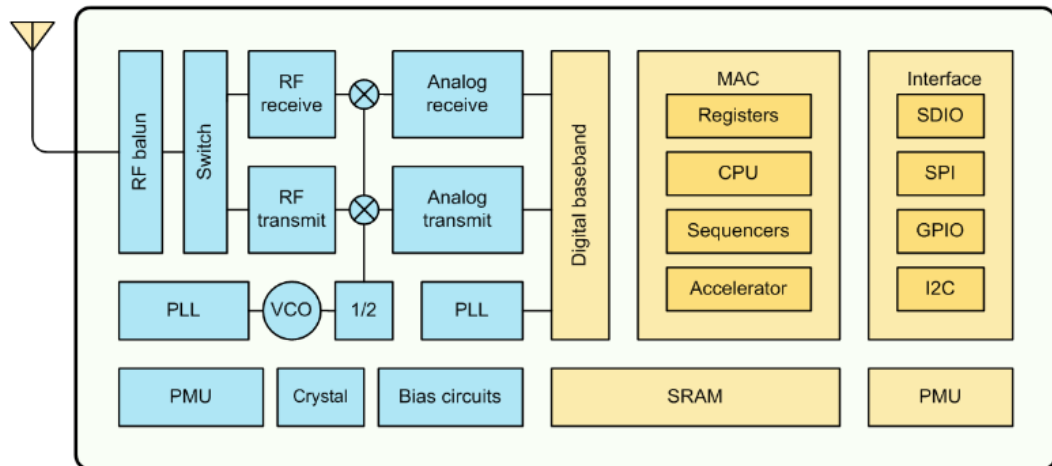 RF balun
Switch
RF
receive
Analog
receive
RF
transmit
Analog
transmit
Digital baseband
MAC
Registers
CPU
Sequencers
Accelerator
Interface
SDIO
SPI
GPIO
I2C
PLL
VCO
1/2
PLL
PMU
Crystal
Bias circuits
SRAM
PMU